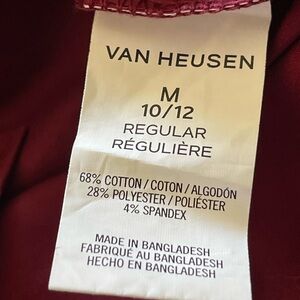 VAN HEUSEN
M
10/12
REGULAR
RÉGULIÈRE
68% COTTON / COTON / ALGODÓN
28% POLYESTER / POLIÉSTER
4% SPANDEX
MADE IN BANGLADESH
FABRIQUÉ AU BANGLADESH
HECHO EN BANGLADESH